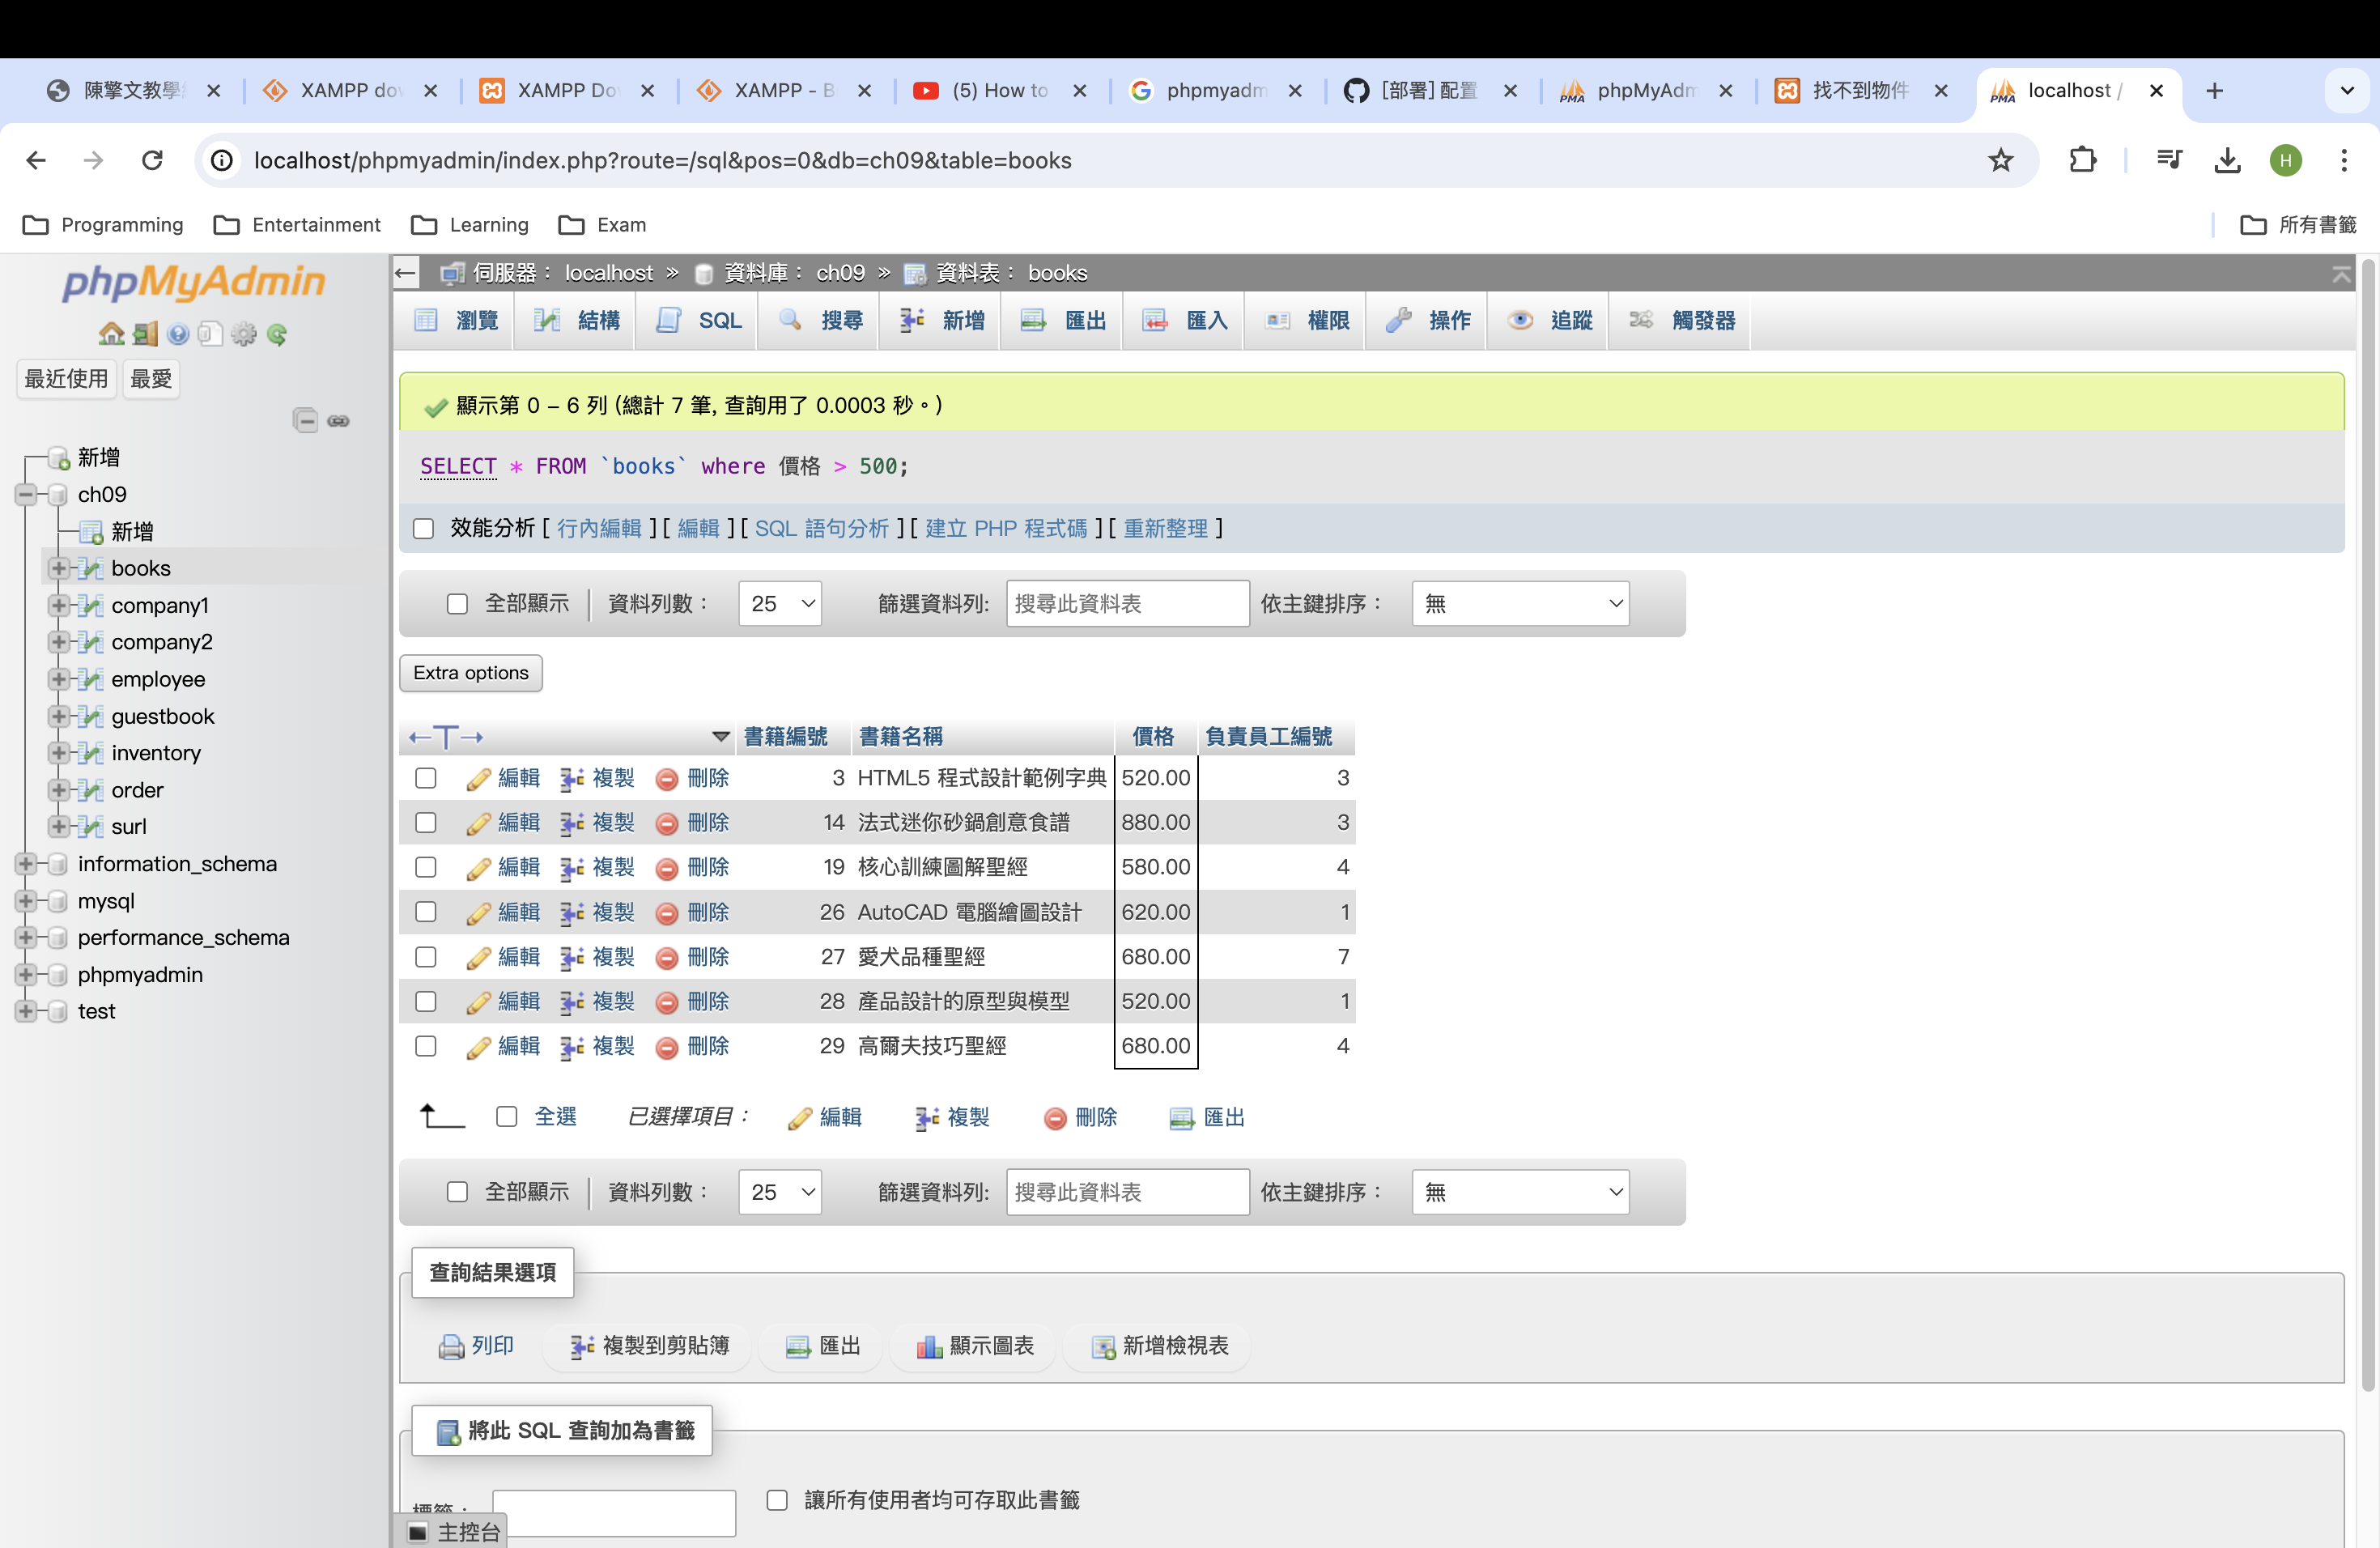 陳擎文教學
XAMPP do
XAMPP Do
XAMPP - B
(5) How to
phpmyadm
[部署] 配置
phpMyAdm
找不到物件
localhost /
localhost/phpmyadmin/index.php?route=/sql&pos=0&db=ch09&table=books
H
Programming
Entertainment
Learning
Exam
所有書籤
phpMyAdmin
最近使用
最愛
新增
ch09
新增
books
company1
company2
employee
guestbook
inventory
order
surl
information_schema
mysql
performance_schema
phpmyadmin
test
伺服器： localhost » 資料庫： ch09 » 資料表： books
瀏覽 結構 SQL 搜尋 新增 匯出 匯入 權限 操作 追蹤 觸發器
顯示第 0 – 6 列 (總計 7 筆, 查詢用了 0.0003 秒。)
SELECT * FROM `books` where 價格 > 500;
效能分析 [ 行內編輯 ] [ 編輯 ] [ SQL 語句分析 ] [ 建立 PHP 程式碼 ] [ 重新整理 ]
全部顯示 | 資料列數： 25 篩選資料列: 搜尋此資料表 依主鍵排序： 無
Extra options
←T→ 書籍編號 書籍名稱 價格 負責員工編號
編輯 複製 刪除 3 HTML5 程式設計範例字典 520.00 3
編輯 複製 刪除 14 法式迷你砂鍋創意食譜 880.00 3
編輯 複製 刪除 19 核心訓練圖解聖經 580.00 4
編輯 複製 刪除 26 AutoCAD 電腦繪圖設計 620.00 1
編輯 複製 刪除 27 愛犬品種聖經 680.00 7
編輯 複製 刪除 28 產品設計的原型與模型 520.00 1
編輯 複製 刪除 29 高爾夫技巧聖經 680.00 4
全選 已選擇項目： 編輯 複製 刪除 匯出
全部顯示 | 資料列數： 25 篩選資料列: 搜尋此資料表 依主鍵排序： 無
查詢結果選項
列印 複製到剪貼簿 匯出 顯示圖表 新增檢視表
將此 SQL 查詢加為書籤
標籤： 讓所有使用者均可存取此書籤
主控台